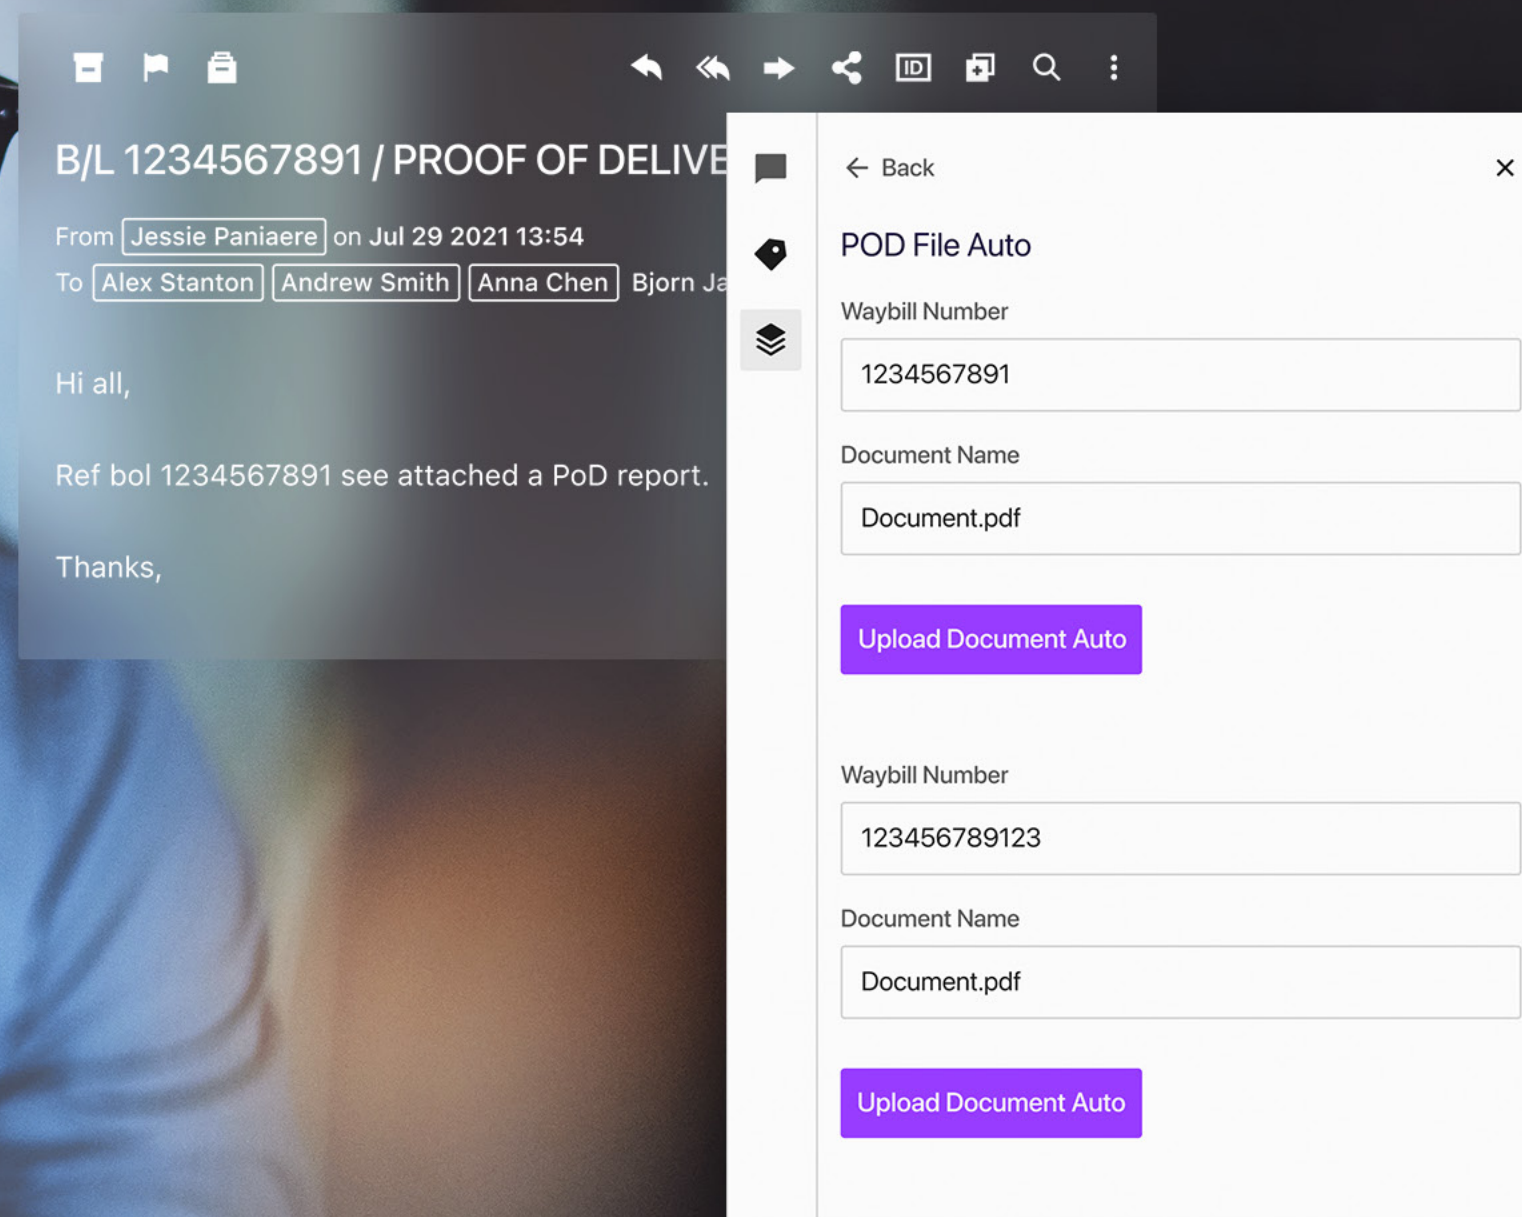 ID
B/L 1234567891 / PROOF OF DELIVE
From Jessie Paniaere on Jul 29 2021 13:54
To Alex Stanton Andrew Smith Anna Chen Bjorn Ja
Hi all,
Ref bol 1234567891 see attached a PoD report.
Thanks,
Back
POD File Auto
Waybill Number
1234567891
Document Name
Document.pdf
Upload Document Auto
Waybill Number
123456789123
Document Name
Document.pdf
Upload Document Auto